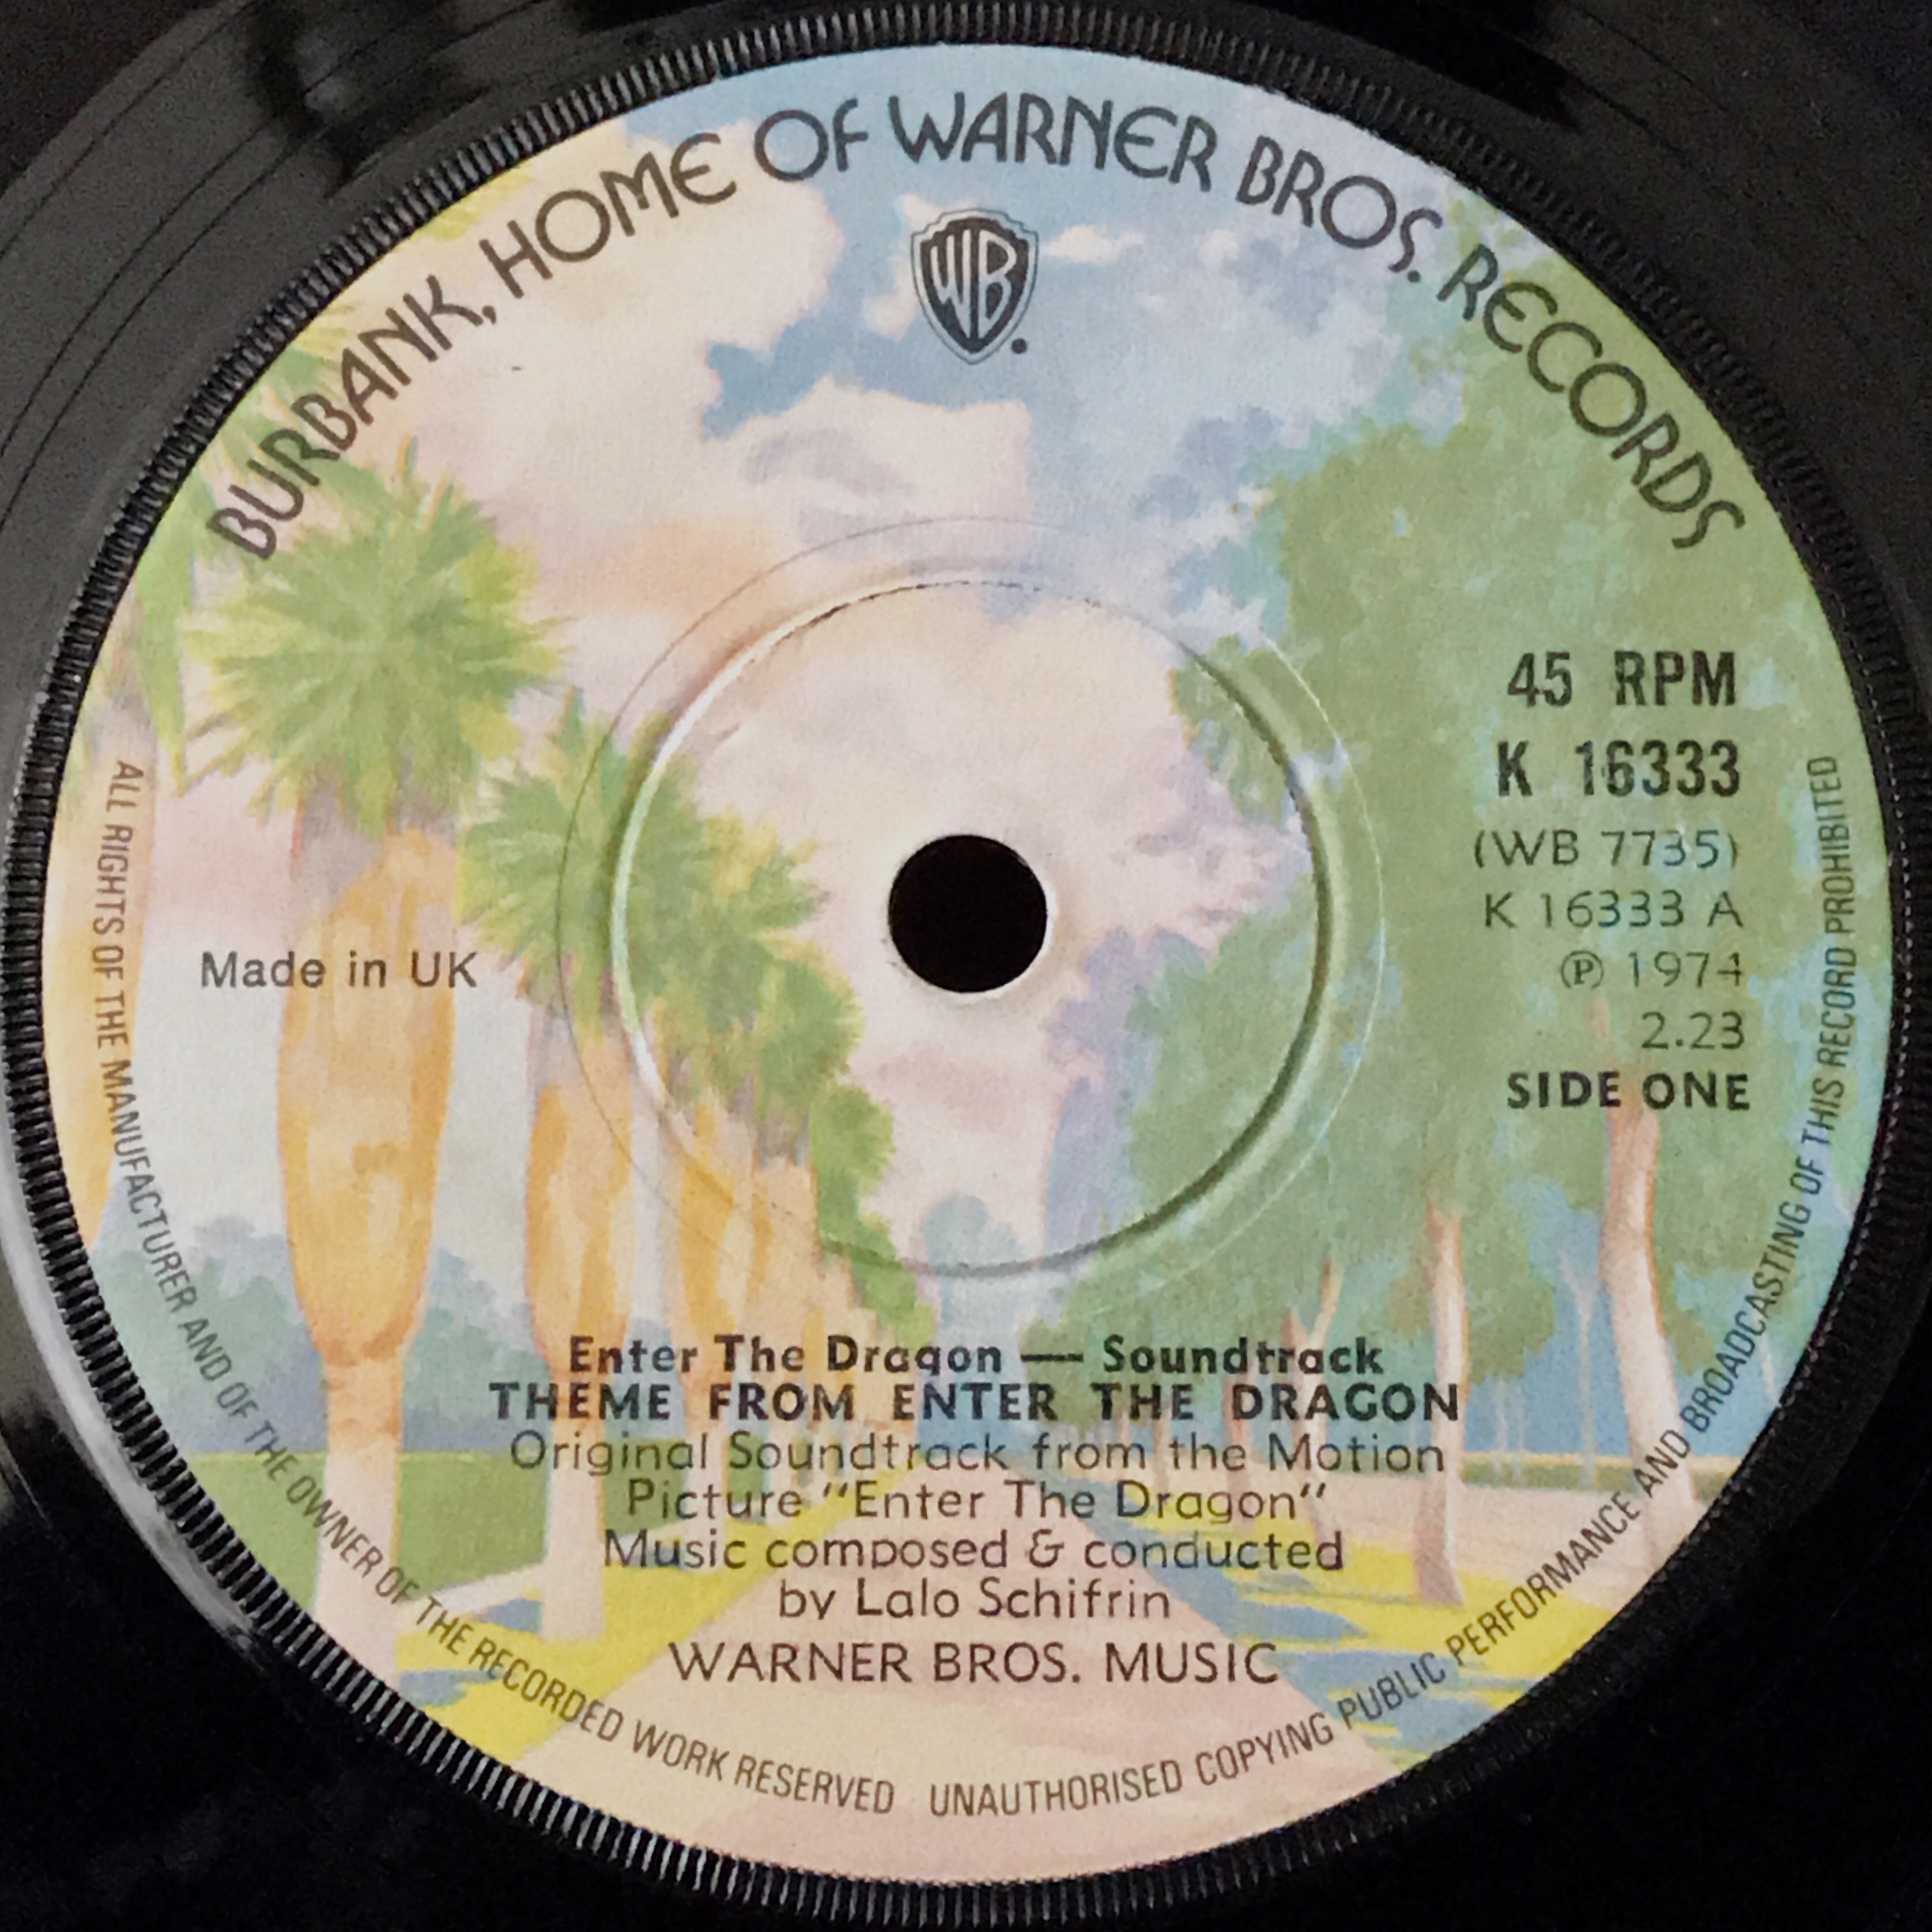 BURBANK, HOME OF WARNER BROS. RECORDS
WB
45 RPM
K 16333
(WB 7735)
K 16333 A
Ⓟ 1974
2.23
SIDE ONE
Made in UK
Enter The Dragon — Soundtrack
THEME FROM ENTER THE DRAGON
Original Soundtrack from the Motion
Picture "Enter The Dragon"
Music composed & conducted
by Lalo Schifrin
WARNER BROS. MUSIC
ALL RIGHTS OF THE MANUFACTURER AND OF THE OWNER OF THE RECORDED WORK RESERVED UNAUTHORISED COPYING PUBLIC PERFORMANCE AND BROADCASTING OF THIS RECORD PROHIBITED